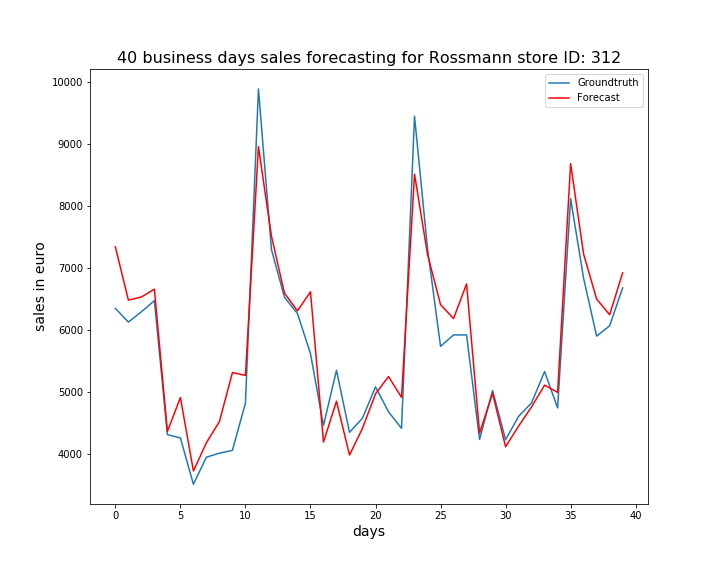 40 business days sales forecasting for Rossmann store ID: 312
Groundtruth
Forecast
10000
9000
8000
7000
6000
5000
4000
sales in euro
0 5 10 15 20 25 30 35 40
days